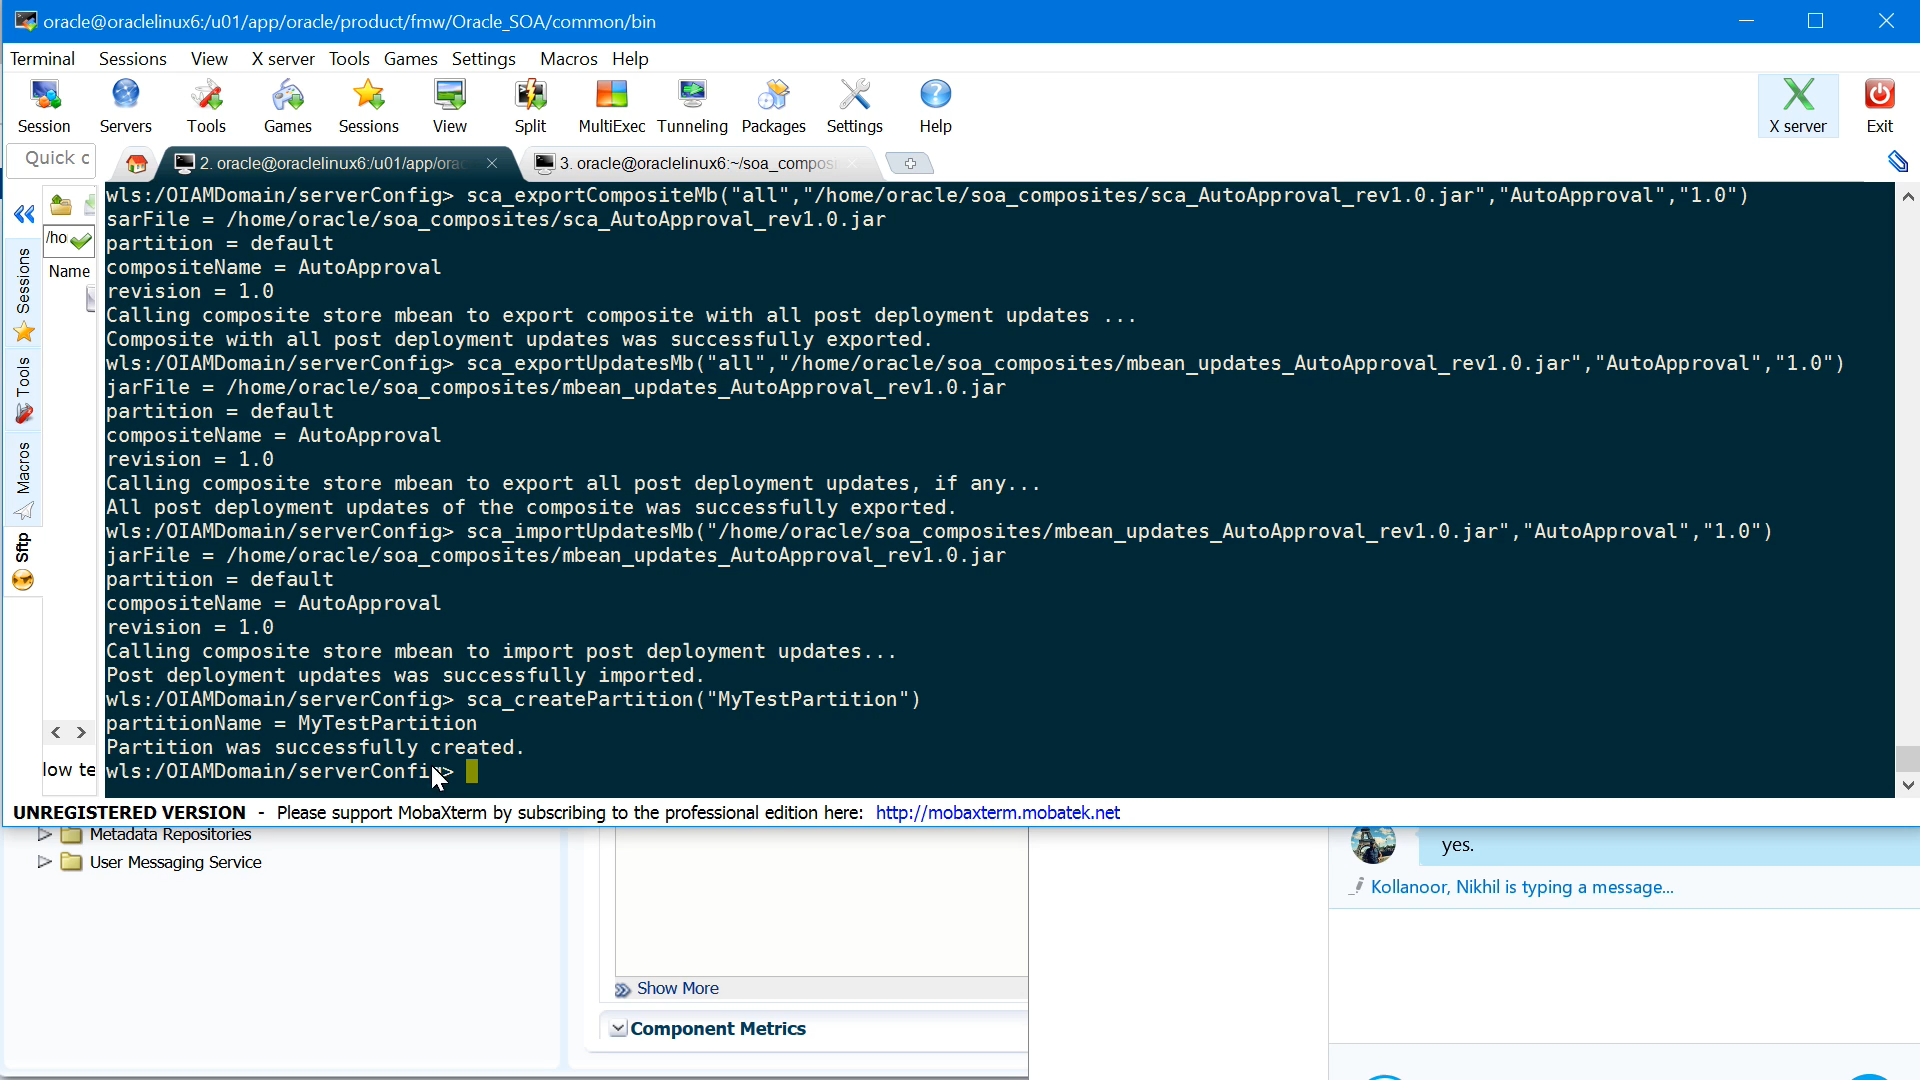 oracle@oraclelinux6:/u01/app/oracle/product/fmw/Oracle_SOA/common/bin
Terminal Sessions View X server Tools Games Settings Macros Help
Session Servers Tools Games Sessions View Split MultiExec Tunneling Packages Settings Help X server Exit
Quick c
2. oracle@oraclelinux6:/u01/app/orac
3. oracle@oraclelinux6:~/soa_compos
/ho
Name
Sessions
Tools
Macros
Sftp
low te
wls:/OIAMDomain/serverConfig> sca_exportCompositeMb("all","/home/oracle/soa_composites/sca_AutoApproval_rev1.0.jar","AutoApproval","1.0")
sarFile = /home/oracle/soa_composites/sca_AutoApproval_rev1.0.jar
partition = default
compositeName = AutoApproval
revision = 1.0
Calling composite store mbean to export composite with all post deployment updates ...
Composite with all post deployment updates was successfully exported.
wls:/OIAMDomain/serverConfig> sca_exportUpdatesMb("all","/home/oracle/soa_composites/mbean_updates_AutoApproval_rev1.0.jar","AutoApproval","1.0")
jarFile = /home/oracle/soa_composites/mbean_updates_AutoApproval_rev1.0.jar
partition = default
compositeName = AutoApproval
revision = 1.0
Calling composite store mbean to export all post deployment updates, if any...
All post deployment updates of the composite was successfully exported.
wls:/OIAMDomain/serverConfig> sca_importUpdatesMb("/home/oracle/soa_composites/mbean_updates_AutoApproval_rev1.0.jar","AutoApproval","1.0")
jarFile = /home/oracle/soa_composites/mbean_updates_AutoApproval_rev1.0.jar
partition = default
compositeName = AutoApproval
revision = 1.0
Calling composite store mbean to import post deployment updates...
Post deployment updates was successfully imported.
wls:/OIAMDomain/serverConfig> sca_createPartition("MyTestPartition")
partitionName = MyTestPartition
Partition was successfully created.
wls:/OIAMDomain/serverConfig>
UNREGISTERED VERSION - Please support MobaXterm by subscribing to the professional edition here: http://mobaxterm.mobatek.net
Metadata Repositories
User Messaging Service
Show More
Component Metrics
yes.
Kollanoor, Nikhil is typing a message...